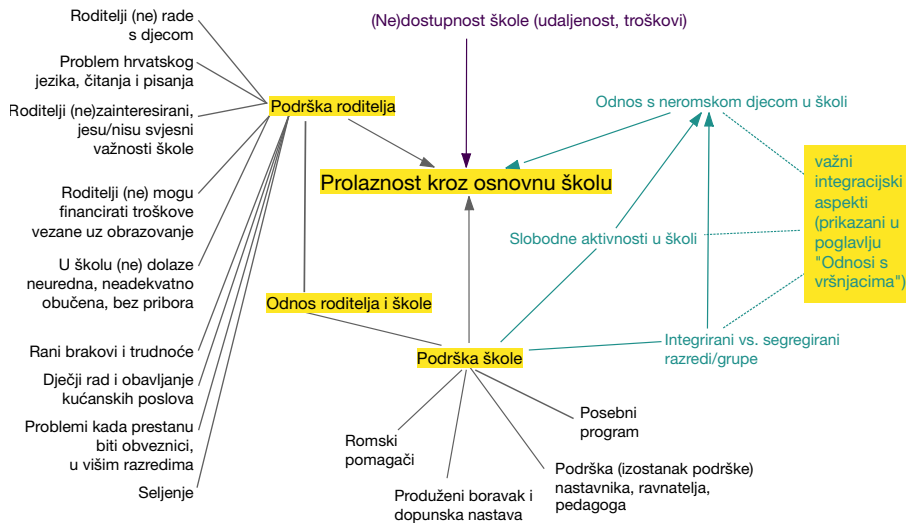 Roditelji (ne) rade
s djecom
Problem hrvatskog
jezika, čitanja i pisanja
Roditelji (ne)zainteresirani,
jesu/nisu svjesni
važnosti škole
Roditelji (ne) mogu
financirati troškove
vezane uz obrazovanje
U školu (ne) dolaze
neuredna, neadekvatno
obučena, bez pribora
Rani brakovi i trudnoće
Dječji rad i obavljanje
kućanskih poslova
Problemi kada prestanu
biti obveznici,
u višim razredima
Seljenje
Podrška roditelja
Odnos roditelja i škole
(Ne)dostupnost škole (udaljenost, troškovi)
Prolaznost kroz osnovnu školu
Podrška škole
Romski
pomagači
Produženi boravak i
dopunska nastava
Podrška (izostanak podrške)
nastavnika, ravnatelja,
pedagoga
Posebni
program
Odnos s neromskom djecom u školi
Slobodne aktivnosti u školi
Integrirani vs. segregirani
razredi/grupe
važni
integracijski
aspekti
(prikazani u
poglavlju
"Odnosi s
vršnjacima")